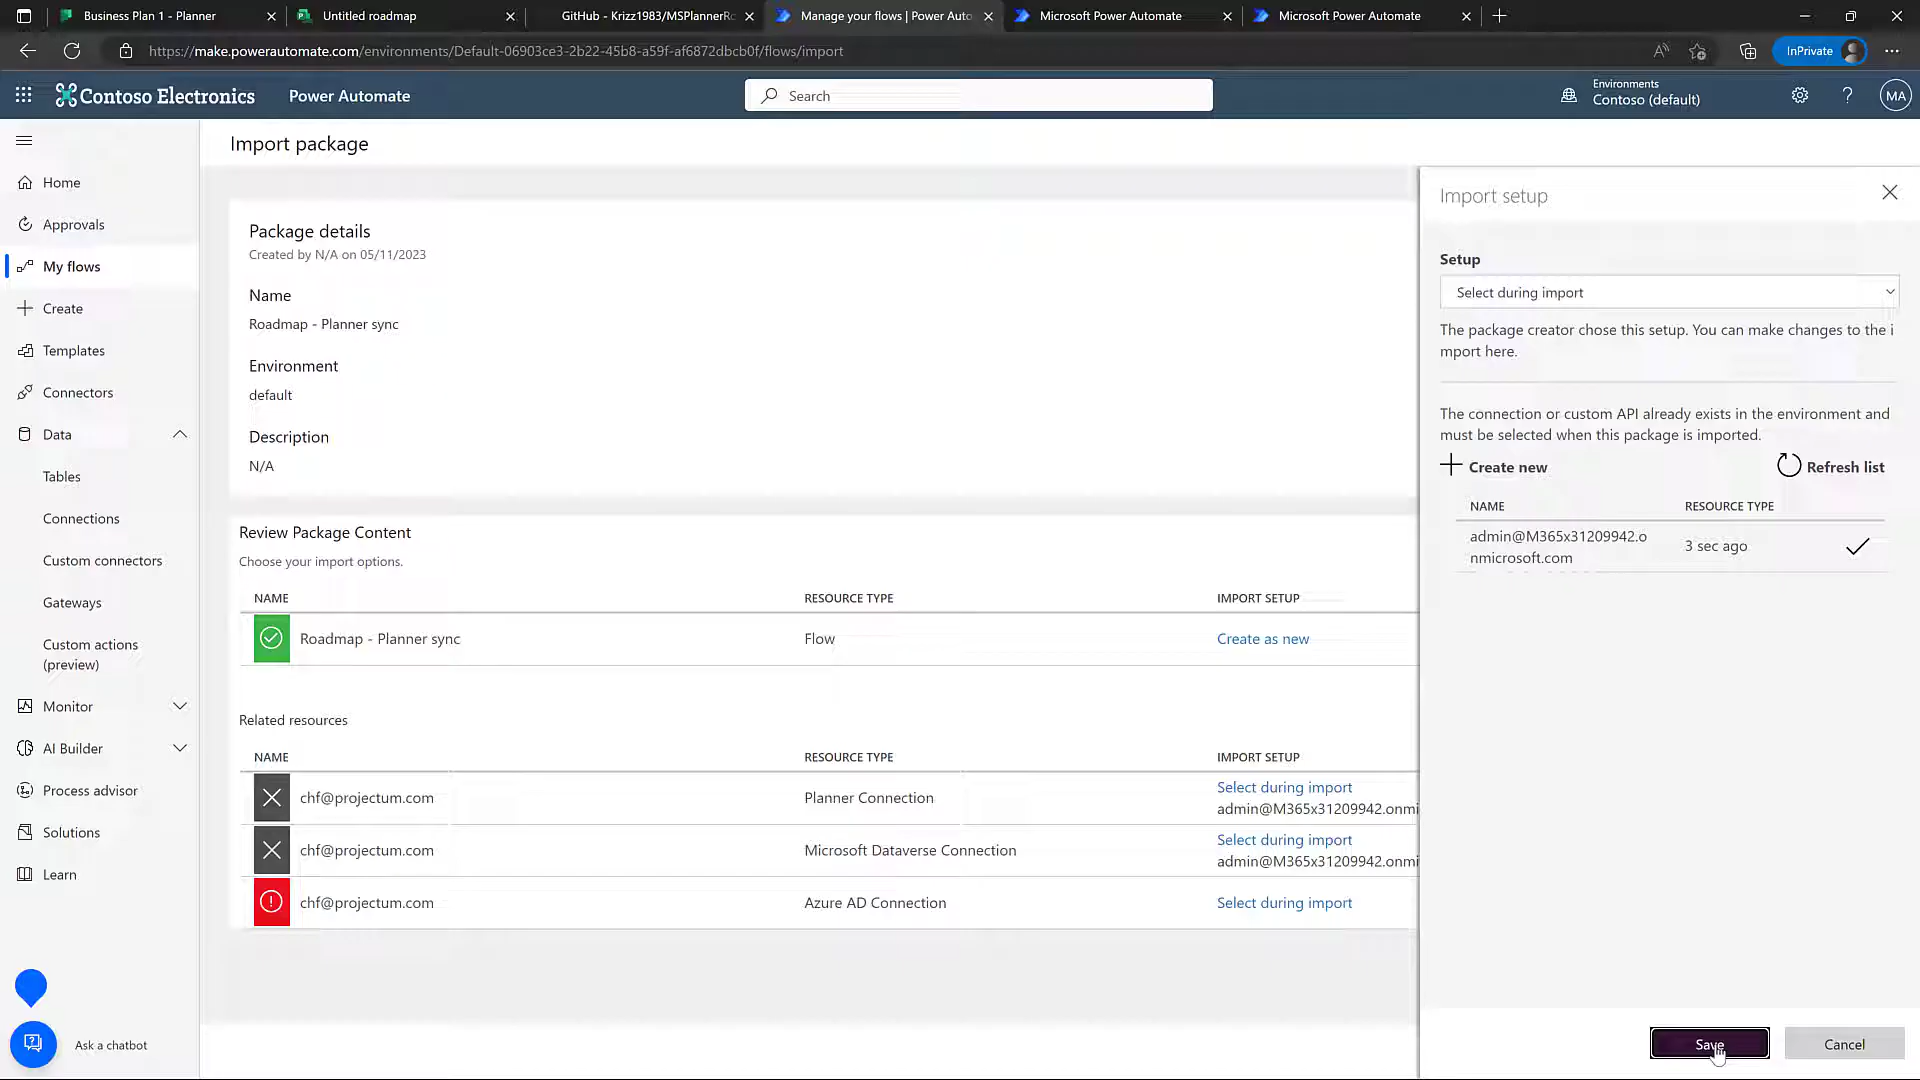 Business Plan 1 - Planner
Untitled roadmap
GitHub - Krizz1983/MSPlannerRo
Manage your flows | Power Auto
Microsoft Power Automate
Microsoft Power Automate
https://make.powerautomate.com/environments/Default-06903ce3-2b22-45b8-a59f-af6872dbcb0f/flows/import
InPrivate
Contoso Electronics
Power Automate
Search
Environments
Contoso (default)
MA
Home
Approvals
My flows
Create
Templates
Connectors
Data
Tables
Connections
Custom connectors
Gateways
Custom actions
(preview)
Monitor
AI Builder
Process advisor
Solutions
Learn
Ask a chatbot
Import package
Package details
Created by N/A on 05/11/2023
Name
Roadmap - Planner sync
Environment
default
Description
N/A
Review Package Content
Choose your import options.
NAME RESOURCE TYPE IMPORT SETUP
Roadmap - Planner sync Flow Create as new
Related resources
NAME RESOURCE TYPE IMPORT SETUP
chf@projectum.com Planner Connection Select during import
admin@M365x31209942.onmi
chf@projectum.com Microsoft Dataverse Connection Select during import
admin@M365x31209942.onmi
chf@projectum.com Azure AD Connection Select during import
Import setup
Setup
Select during import
The package creator chose this setup. You can make changes to the i
mport here.
The connection or custom API already exists in the environment and
must be selected when this package is imported.
Create new
Refresh list
NAME RESOURCE TYPE
admin@M365x31209942.o
nmicrosoft.com
3 sec ago
Save
Cancel